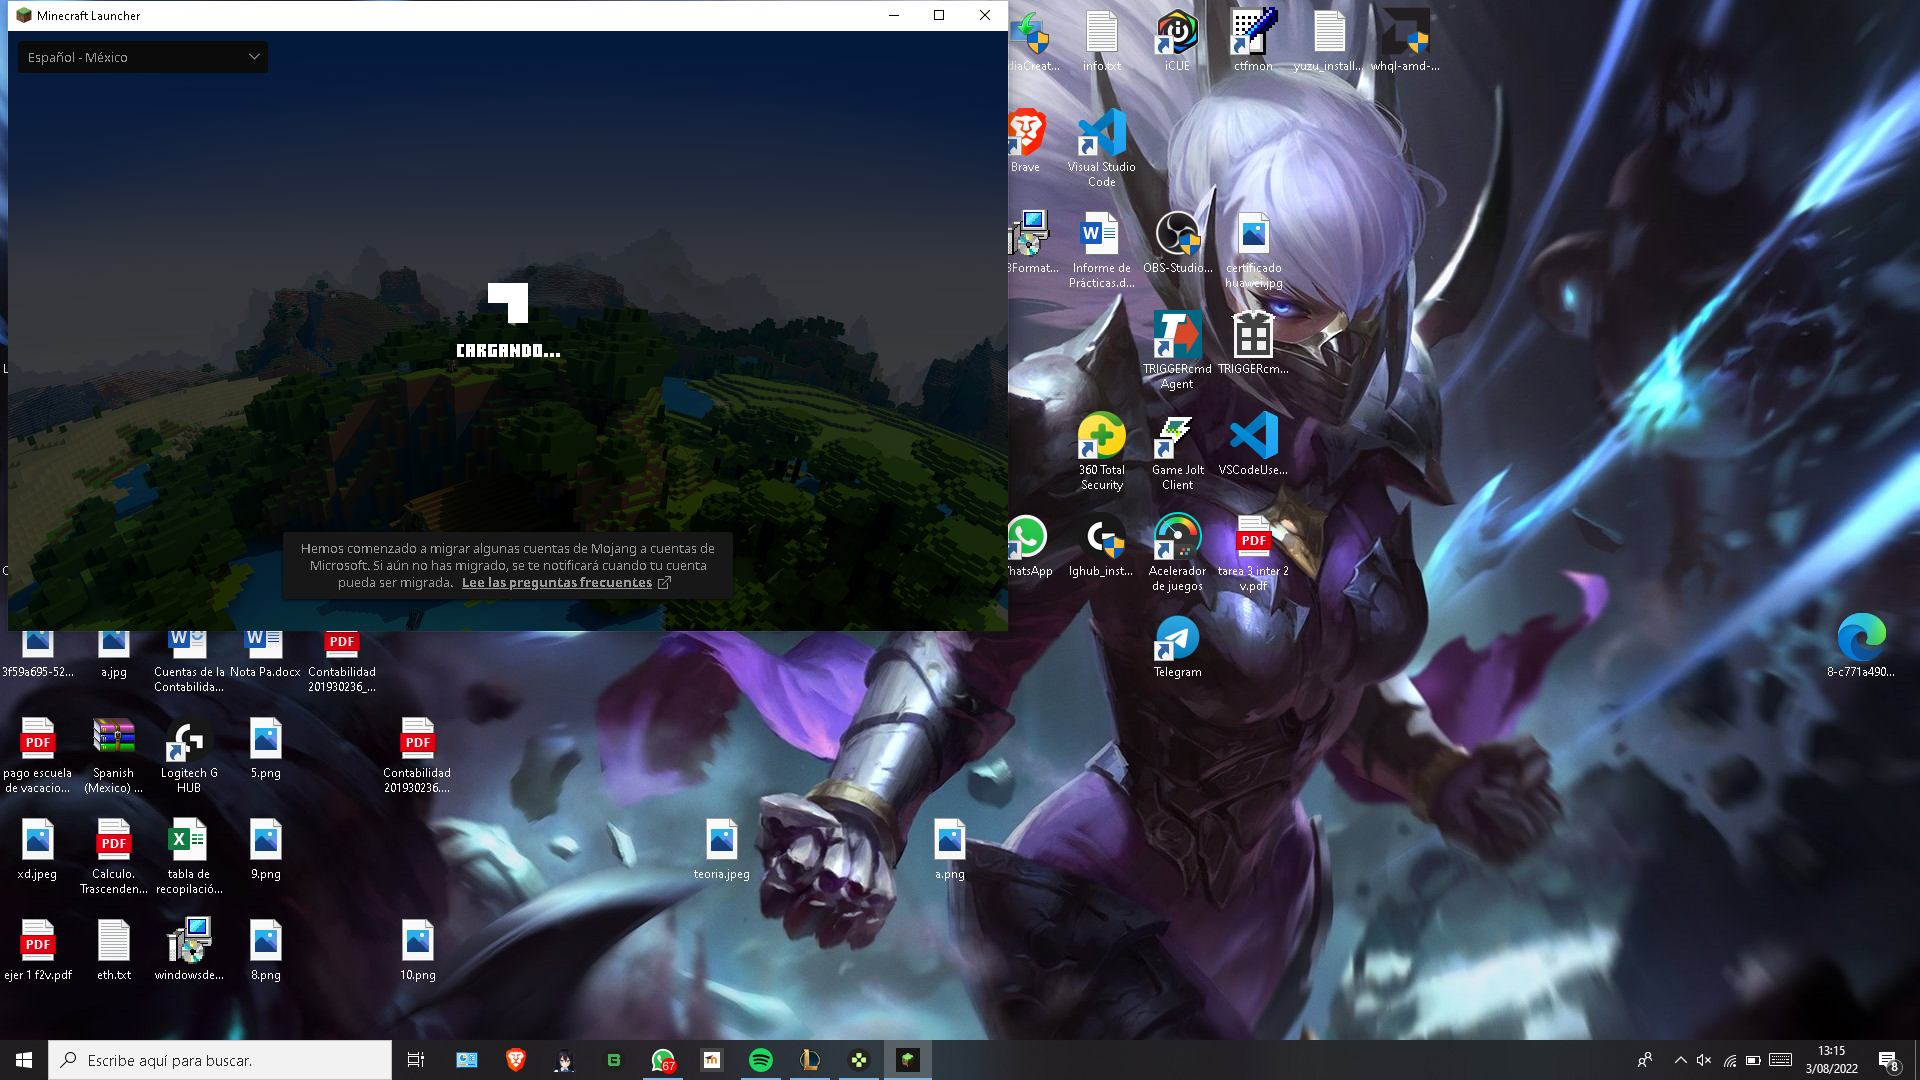 Minecraft Launcher
Español - México
CARGANDO...
Hemos comenzado a migrar algunas cuentas de Mojang a cuentas de
Microsoft. Si aún no has migrado, se te notificará cuando tu cuenta
pueda ser migrada. Lee las preguntas frecuentes
diaCreat...
info.txt
iCUE
ctfmon
yuzu_install...
whql-amd-...
Brave
Visual Studio
Code
BFormat...
Informe de
Prácticas.d...
OBS-Studio...
certificado
huawei.jpg
TRIGGERcmd
Agent
TRIGGERcm...
360 Total
Security
Game Jolt
Client
VSCodeUse...
hatsApp
lghub_inst...
Acelerador
de juegos
PDF
tarea 3 inter 2
v.pdf
Telegram
8-c771a490...
3f59a695-52...
a.jpg
Cuentas de la
Contabilida...
Nota Pa.docx
PDF
Contabilidad
201930236_...
PDF
pago escuela
de vacacio...
Spanish
(Mexico) ...
Logitech G
HUB
5.png
PDF
Contabilidad
201930236....
xd.jpeg
PDF
Calculo.
Trascenden...
tabla de
recopilació...
9.png
teoria.jpeg
a.png
PDF
ejer 1 f2v.pdf
eth.txt
windowsde...
8.png
10.png
Escribe aquí para buscar.
67
13:15
3/08/2022
8